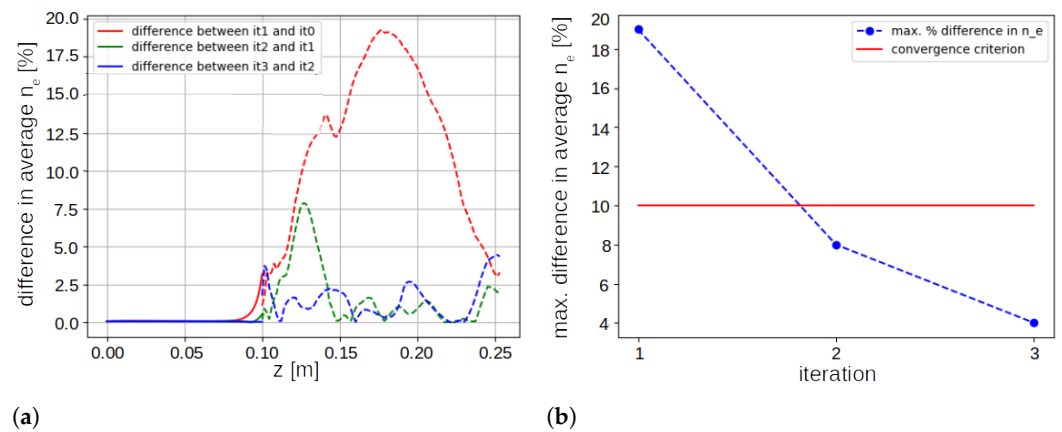 difference in average n_e [%]
20.0
17.5
15.0
12.5
10.0
7.5
5.0
2.5
0.0
difference between it1 and it0
difference between it2 and it1
difference between it3 and it2
0.00 0.05 0.10 0.15 0.20 0.25
z [m]
(a)
max. difference in average n_e [%]
20
18
16
14
12
10
8
6
4
max. % difference in n_e
convergence criterion
1 2 3
iteration
(b)